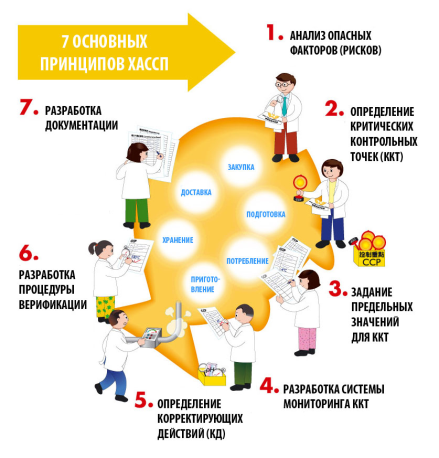 7 ОСНОВНЫХ
ПРИНЦИПОВ ХАССП
1. АНАЛИЗ ОПАСНЫХ
ФАКТОРОВ (РИСКОВ)
2. ОПРЕДЕЛЕНИЕ
КРИТИЧЕСКИХ
КОНТРОЛЬНЫХ
ТОЧЕК (ККТ)
CCP
3. ЗАДАНИЕ
ПРЕДЕЛЬНЫХ
ЗНАЧЕНИЙ
ДЛЯ ККТ
4. РАЗРАБОТКА СИСТЕМЫ
МОНИТОРИНГА ККТ
5. ОПРЕДЕЛЕНИЕ
КОРРЕКТИРУЮЩИХ
ДЕЙСТВИЙ (КД)
6.
РАЗРАБОТКА
ПРОЦЕДУРЫ
ВЕРИФИКАЦИИ
7. РАЗРАБОТКА
ДОКУМЕНТАЦИИ
ЗАКУПКА
ПОДГОТОВКА
ПОТРЕБЛЕНИЕ
ПРИГОТО-
ВЛЕНИЕ
ХРАНЕНИЕ
ДОСТАВКА